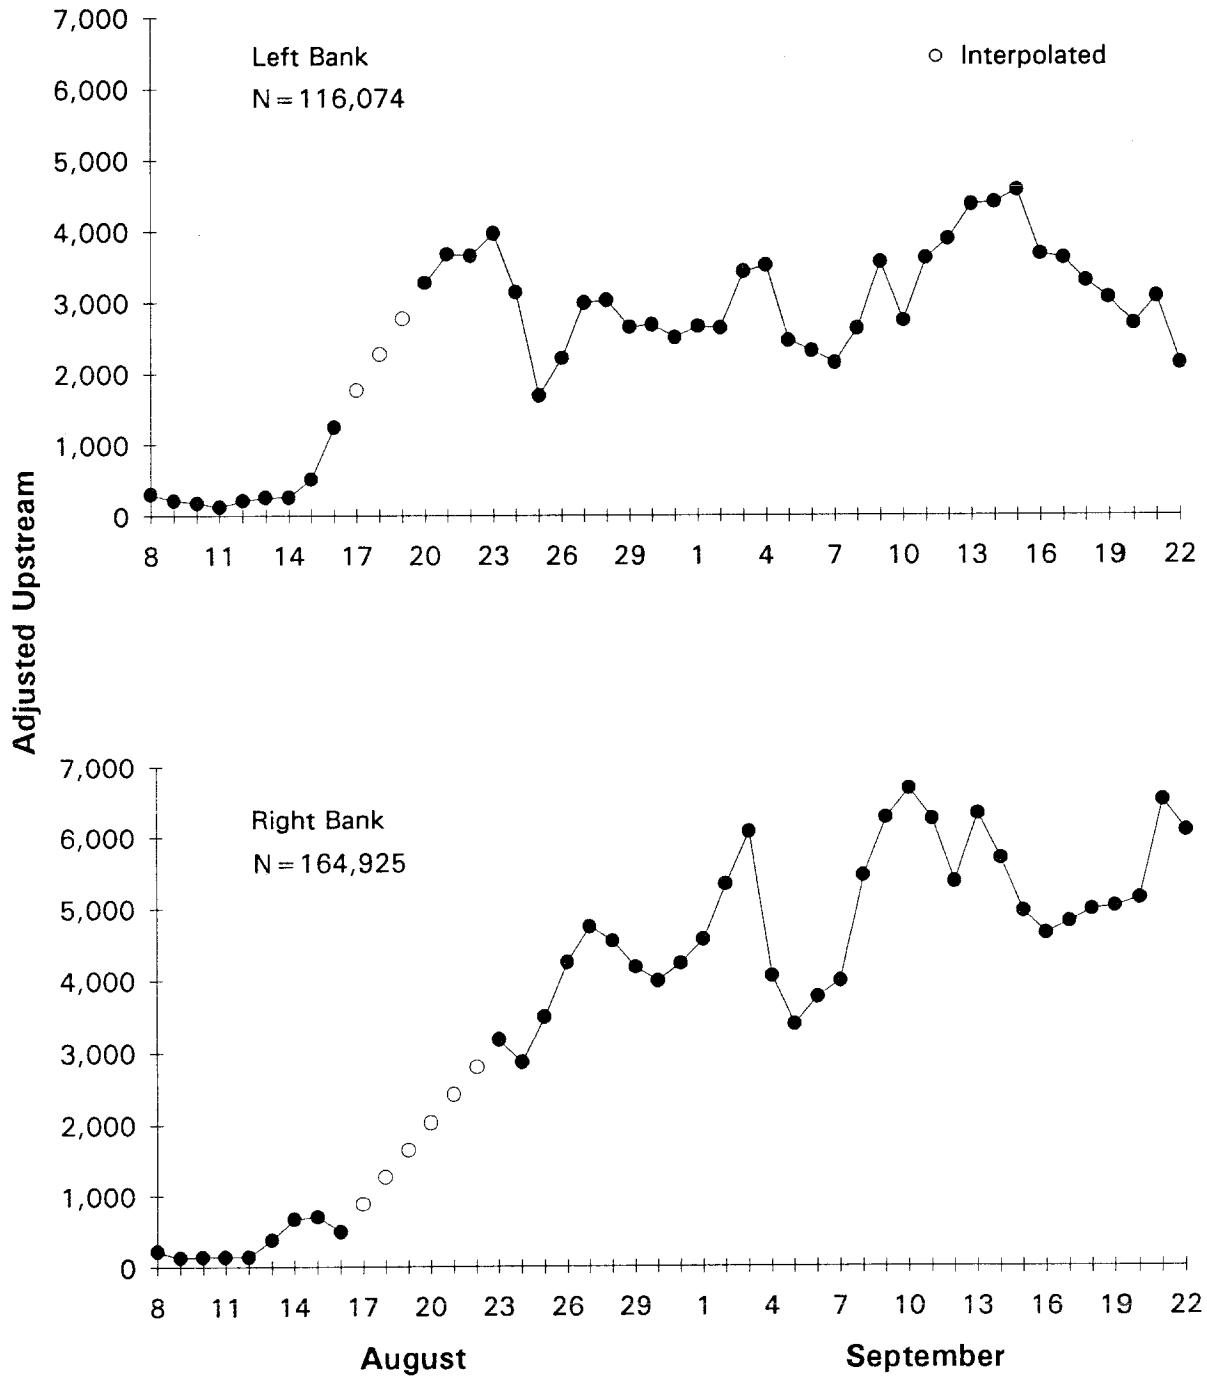 7,000
Left Bank
○ Interpolated
6,000
N=116,074
5,000
4,000
3,000
2,000
1,000
0
8 11 14 17 20 23 26 29 1 4 7 10 13 16 19 22
Adjusted Upstream
7,000
Right Bank
6,000
N=164,925
5,000
4,000
3,000
2,000
1,000
0
8 11 14 17 20 23 26 29 1 4 7 10 13 16 19 22
August September